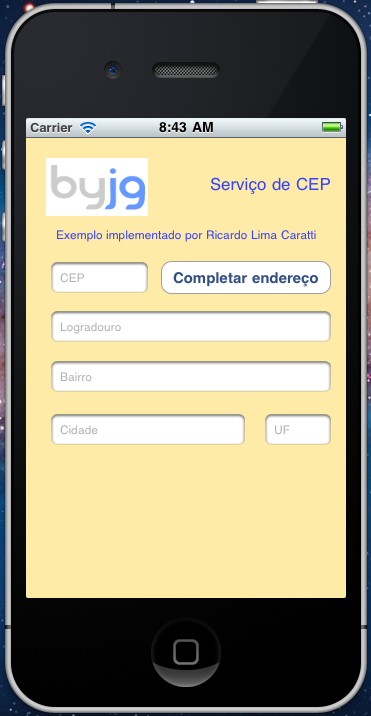 Carrier 8:43 AM
byjg
Serviço de CEP
Exemplo implementado por Ricardo Lima Caratti
CEP Completar endereço
Logradouro
Bairro
Cidade UF